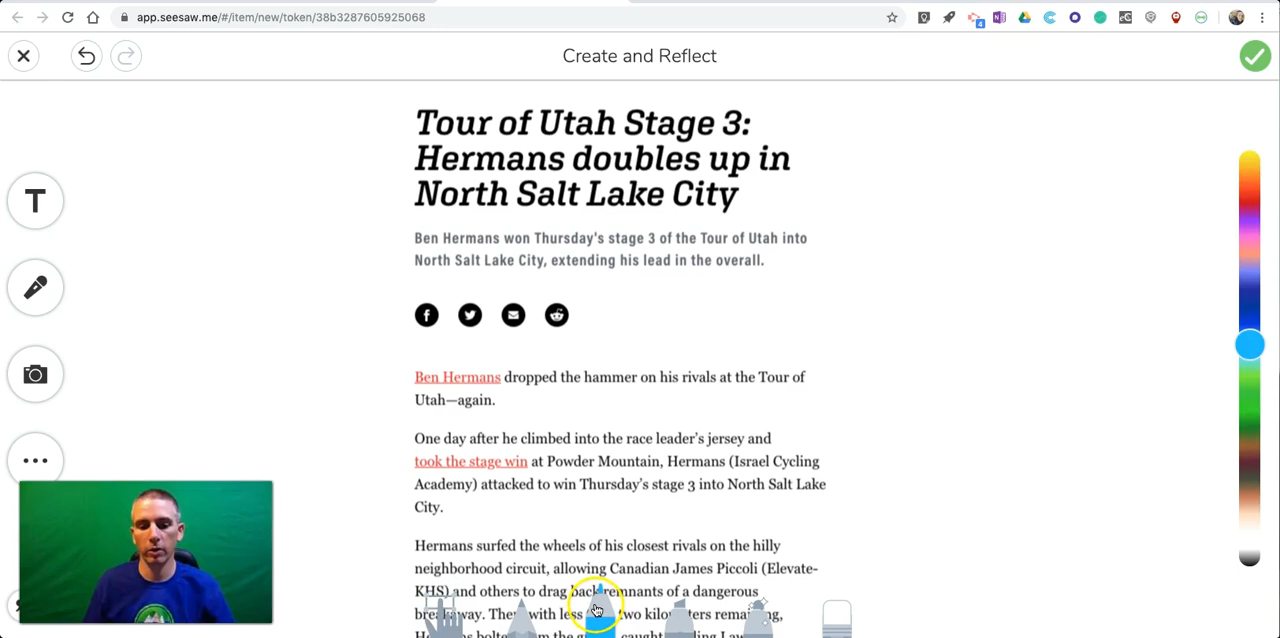 app.seesaw.me/#/item/new/token/38b3287605925068
Create and Reflect
Tour of Utah Stage 3:
Hermans doubles up in
North Salt Lake City
T
Ben Hermans won Thursday's stage 3 of the Tour of Utah into
North Salt Lake City, extending his lead in the overall.
Ben Hermans dropped the hammer on his rivals at the Tour of
Utah—again.
One day after he climbed into the race leader's jersey and
took the stage win at Powder Mountain, Hermans (Israel Cycling
Academy) attacked to win Thursday's stage 3 into North Salt Lake
City.
Hermans surfed the wheels of his closest rivals on the hilly
neighborhood circuit, allowing Canadian James Piccoli (Elevate-
KHS) and others to drag back remnants of a dangerous
with less two